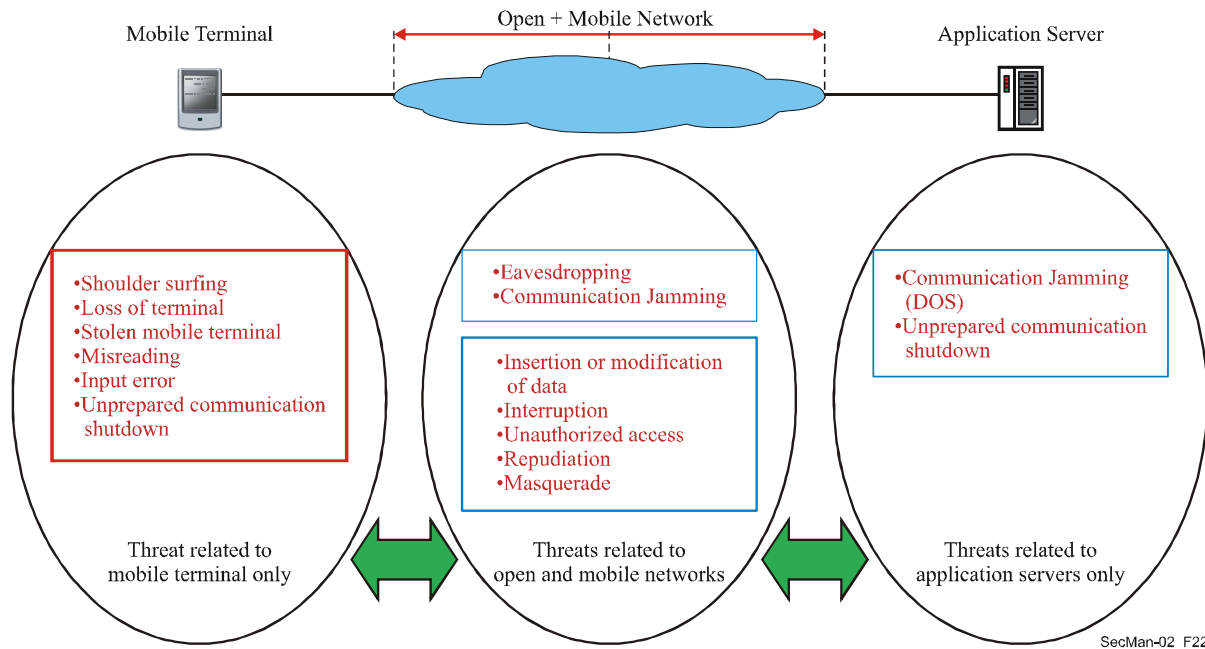 Open + Mobile Network
Mobile Terminal
Application Server
•Shoulder surfing
•Loss of terminal
•Stolen mobile terminal
•Misreading
•Input error
•Unprepared communication
shutdown
Threat related to
mobile terminal only
•Eavesdropping
•Communication Jamming
•Insertion or modification
of data
•Interruption
•Unauthorized access
•Repudiation
•Masquerade
Threats related to
open and mobile networks
•Communication Jamming
(DOS)
•Unprepared communication
shutdown
Threats related to
application servers only
SecMan-02_F22